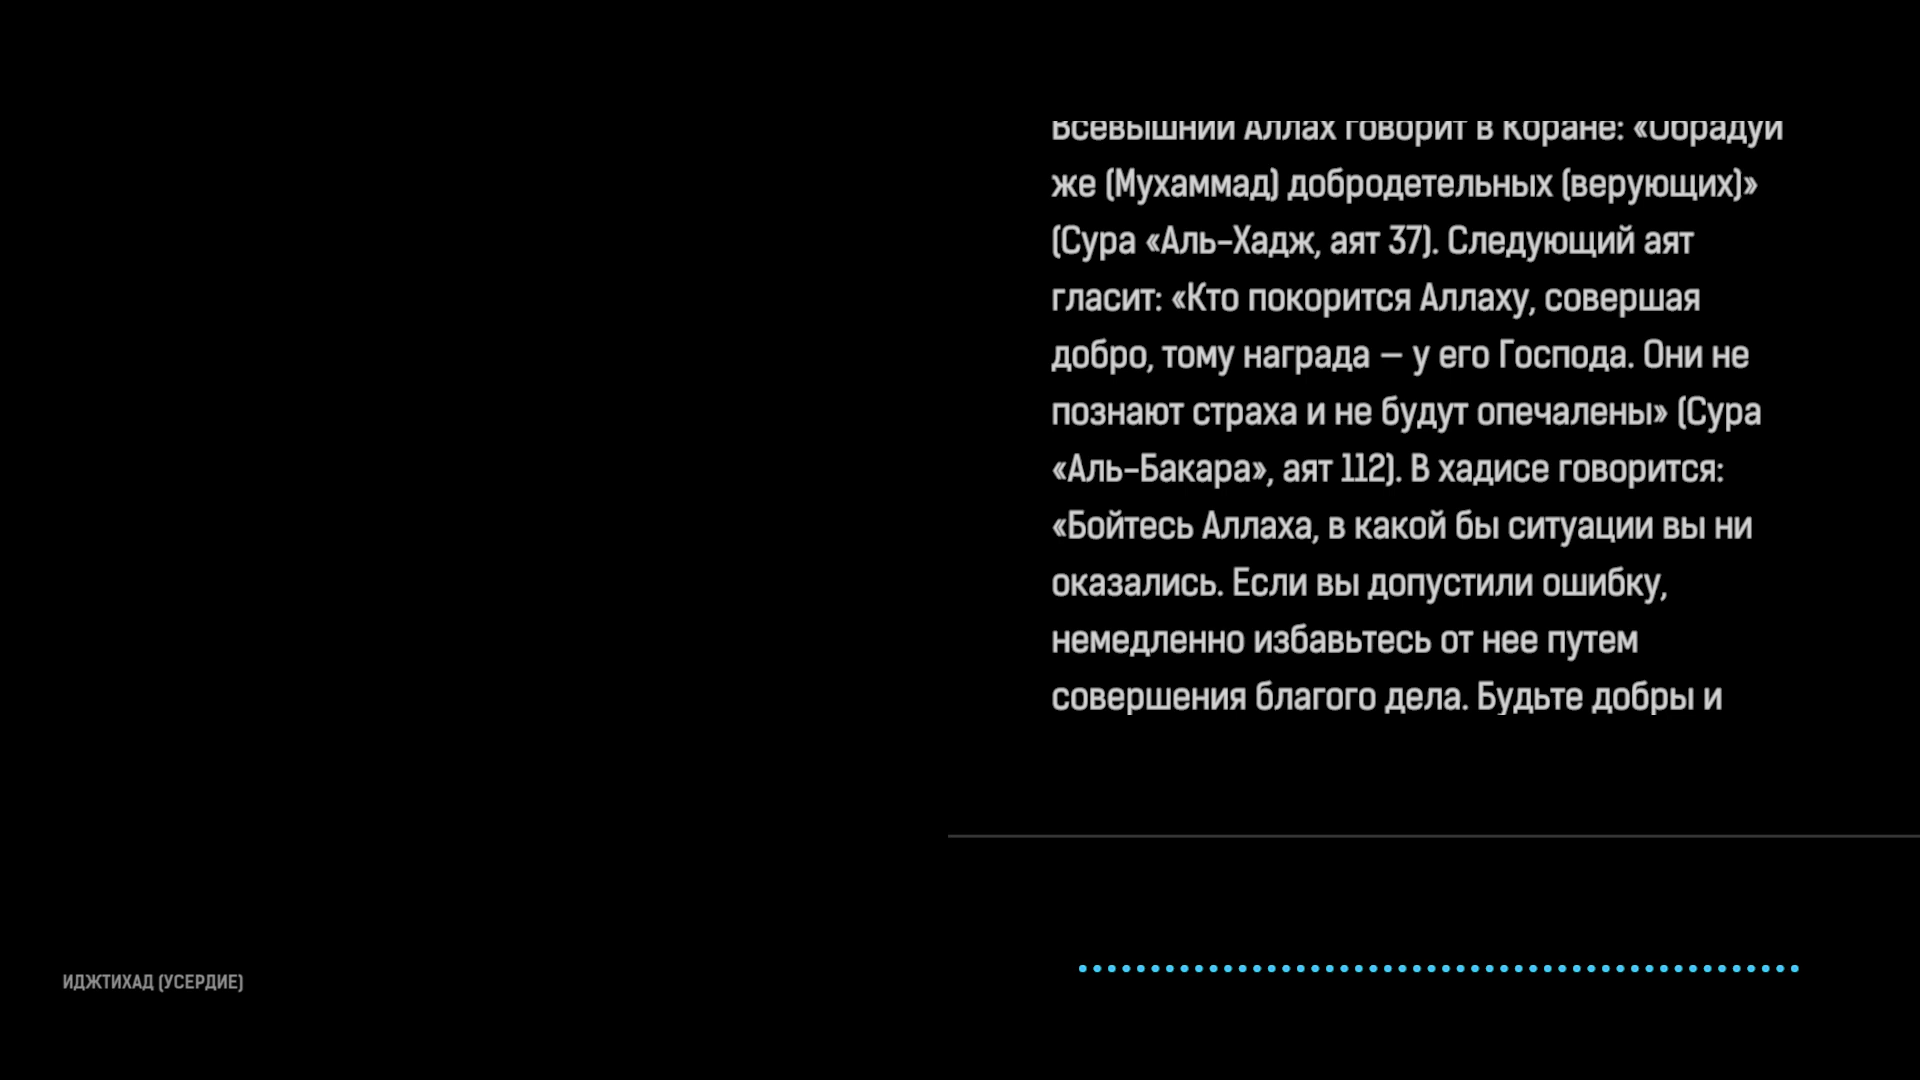 Всевышний Аллах говорит в Коране: «Обрадуй
же (Мухаммад) добродетельных (верующих)»
(Сура «Аль-Хадж, аят 37). Следующий аят
гласит: «Кто покорится Аллаху, совершая
добро, тому награда – у его Господа. Они не
познают страха и не будут опечалены» (Сура
«Аль-Бакара», аят 112). В хадисе говорится:
«Бойтесь Аллаха, в какой бы ситуации вы ни
оказались. Если вы допустили ошибку,
немедленно избавьтесь от нее путем
совершения благого дела. Будьте добры и
ИДЖТИХАД (УСЕРДИЕ)